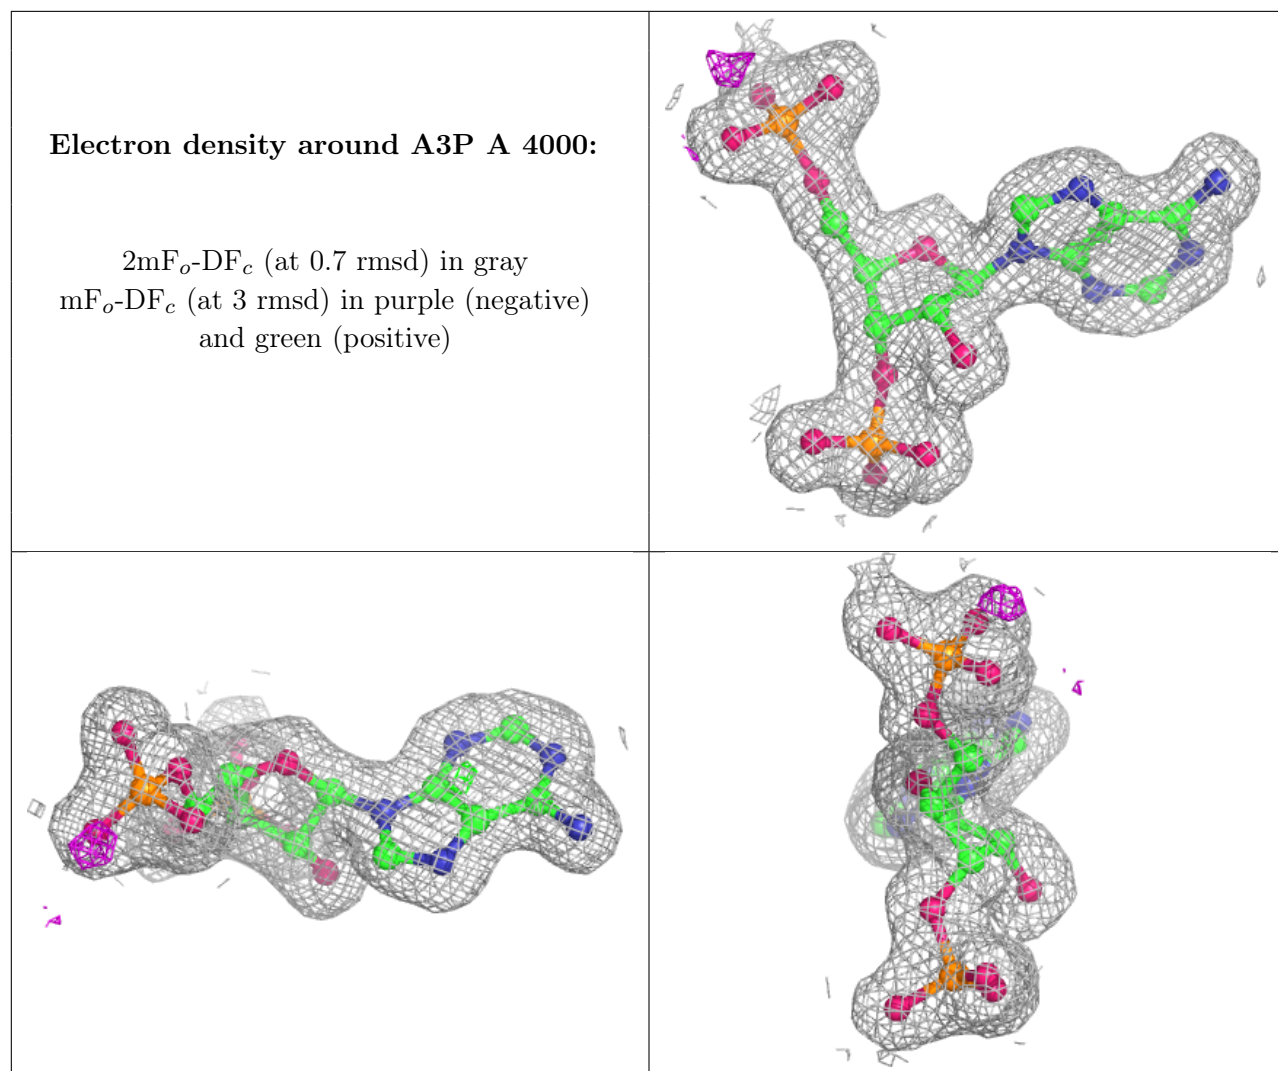 Electron density around A3P A 4000:
2mFo-DFc (at 0.7 rmsd) in gray
mFo-DFc (at 3 rmsd) in purple (negative)
and green (positive)